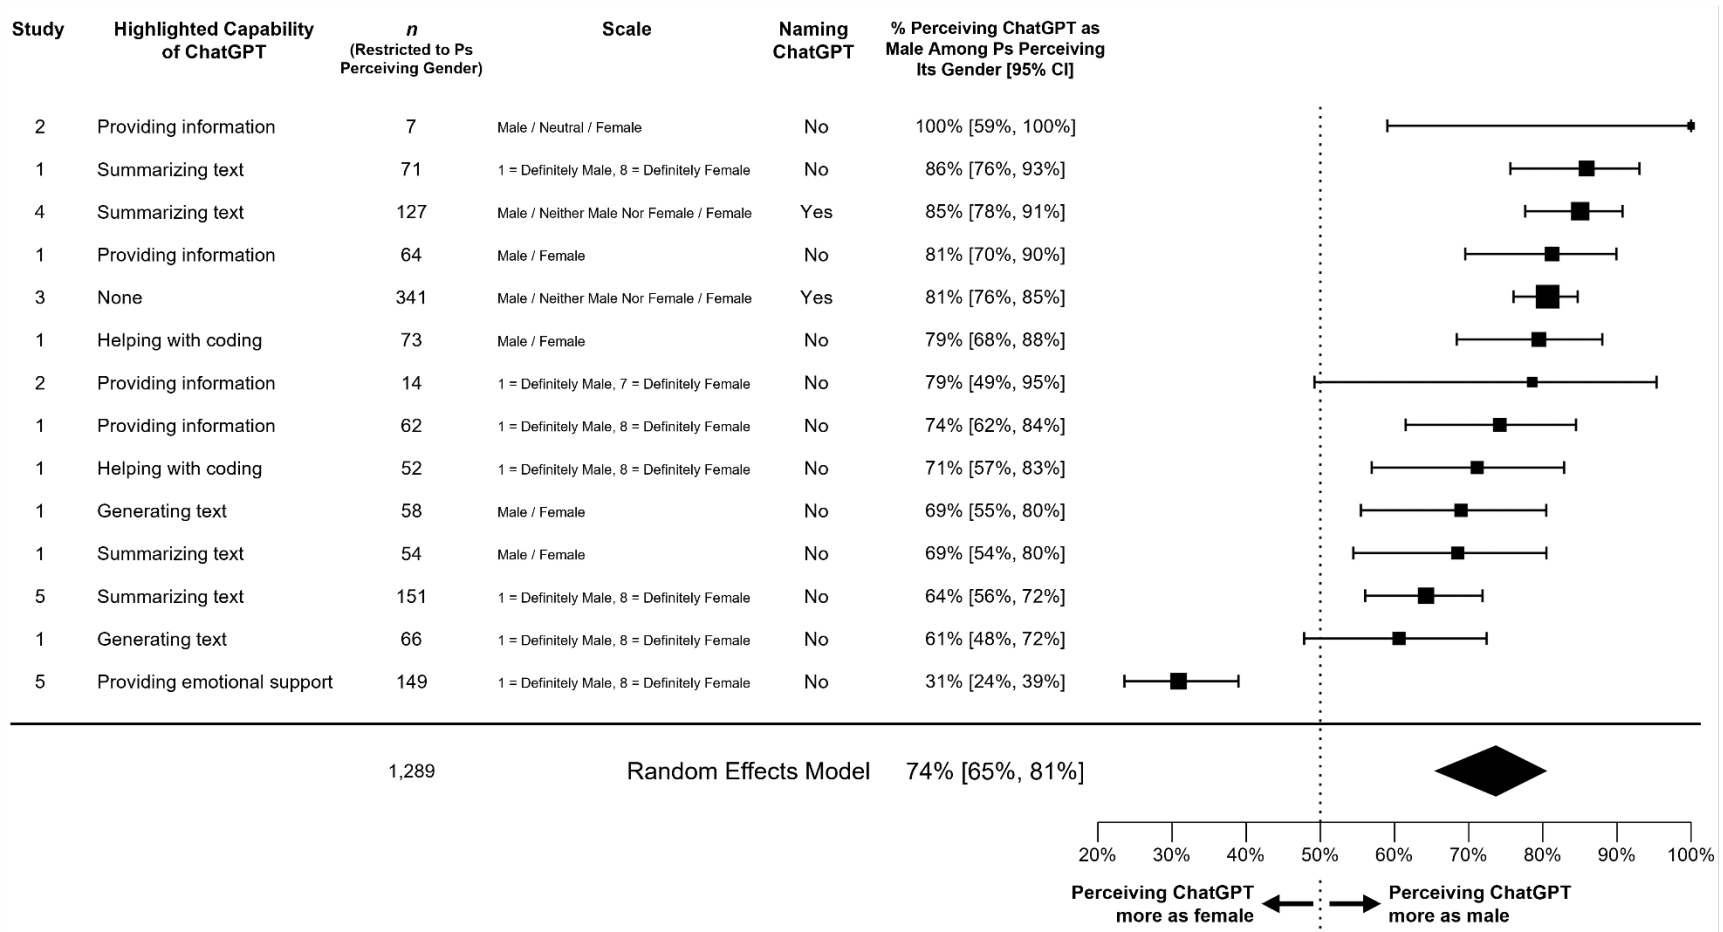 Study Highlighted Capability of ChatGPT n (Restricted to Ps Perceiving Gender) Scale Naming ChatGPT % Perceiving ChatGPT as Male Among Ps Perceiving Its Gender [95% CI]
2 Providing information 7 Male / Neutral / Female No 100% [59%, 100%]
1 Summarizing text 71 1 = Definitely Male, 8 = Definitely Female No 86% [76%, 93%]
4 Summarizing text 127 Male / Neither Male Nor Female / Female Yes 85% [78%, 91%]
1 Providing information 64 Male / Female No 81% [70%, 90%]
3 None 341 Male / Neither Male Nor Female / Female Yes 81% [76%, 85%]
1 Helping with coding 73 Male / Female No 79% [68%, 88%]
2 Providing information 14 1 = Definitely Male, 7 = Definitely Female No 79% [49%, 95%]
1 Providing information 62 1 = Definitely Male, 8 = Definitely Female No 74% [62%, 84%]
1 Helping with coding 52 1 = Definitely Male, 8 = Definitely Female No 71% [57%, 83%]
1 Generating text 58 Male / Female No 69% [55%, 80%]
1 Summarizing text 54 Male / Female No 69% [54%, 80%]
5 Summarizing text 151 1 = Definitely Male, 8 = Definitely Female No 64% [56%, 72%]
1 Generating text 66 1 = Definitely Male, 8 = Definitely Female No 61% [48%, 72%]
5 Providing emotional support 149 1 = Definitely Male, 8 = Definitely Female No 31% [24%, 39%]
1,289 Random Effects Model 74% [65%, 81%]
20% 30% 40% 50% 60% 70% 80% 90% 100%
Perceiving ChatGPT
more as female
Perceiving ChatGPT
more as male